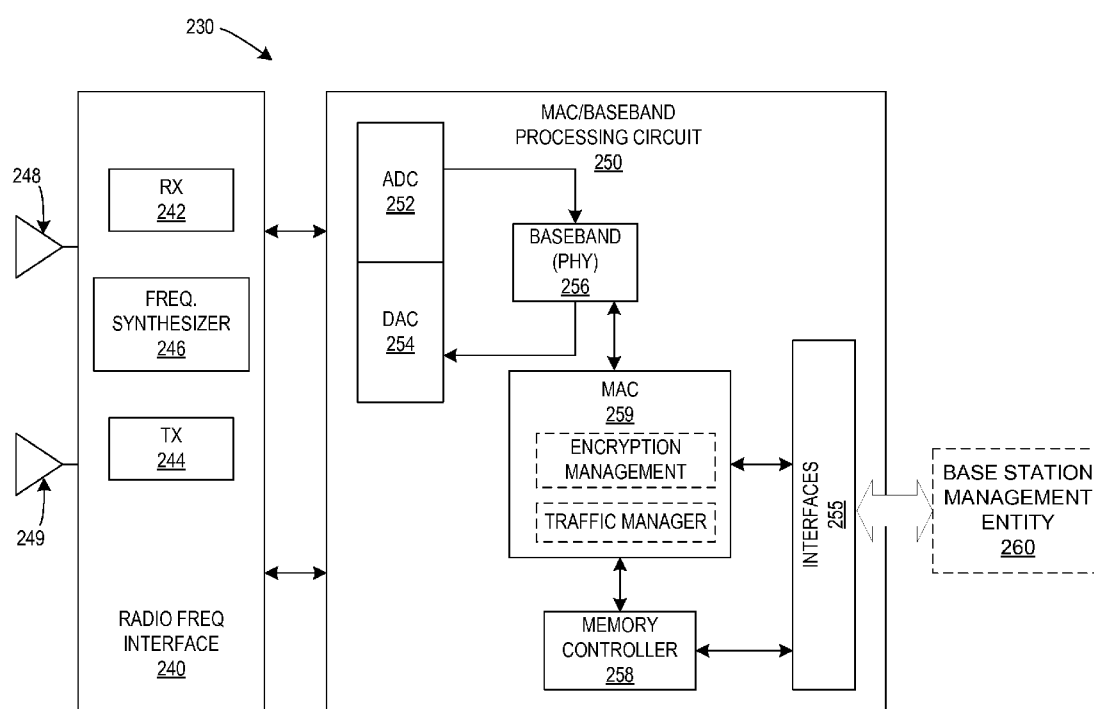 230
248
RX
242
FREQ.
SYNTHESIZER
246
TX
244
249
RADIO FREQ
INTERFACE
240
MAC/BASEBAND
PROCESSING CIRCUIT
250
ADC
252
DAC
254
BASEBAND
(PHY)
256
MAC
259
ENCRYPTION
MANAGEMENT
TRAFFIC MANAGER
MEMORY
CONTROLLER
258
INTERFACES
255
BASE STATION
MANAGEMENT
ENTITY
260